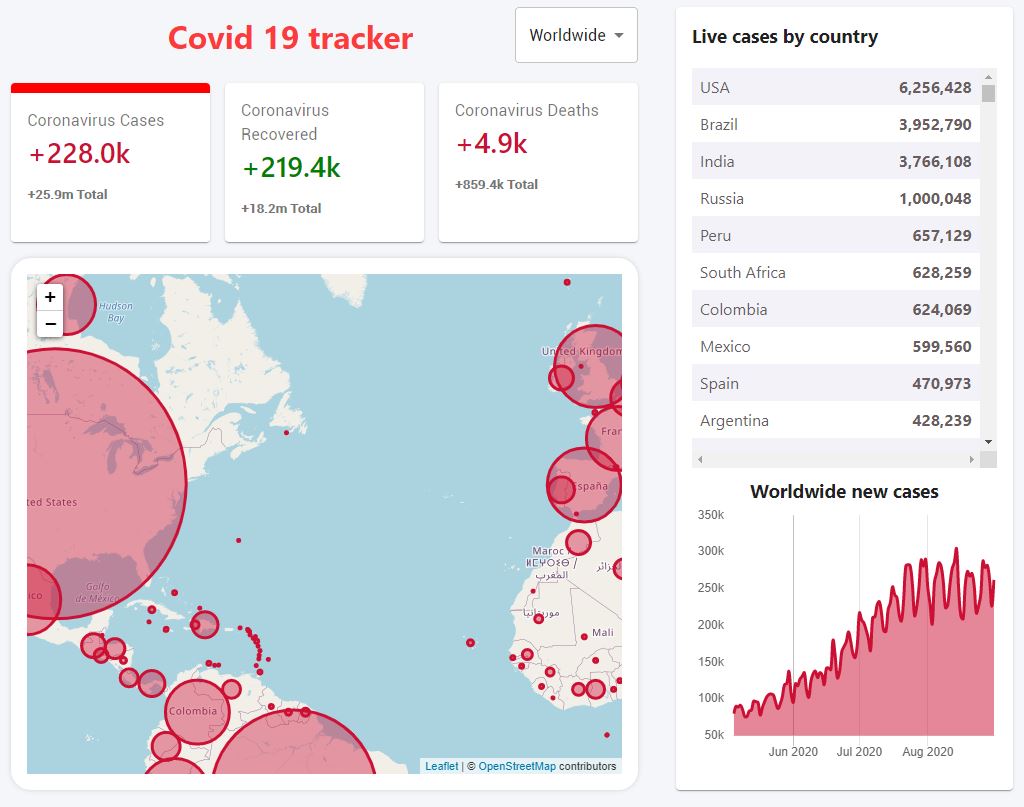 Covid 19 tracker
Worldwide
Coronavirus Cases
+228.0k
+25.9m Total
Coronavirus
Recovered
+219.4k
+18.2m Total
Coronavirus Deaths
+4.9k
+859.4k Total
+
−
Hudson
Bay
United Kingdom
Fran
España
ted States
Golfo
de México
ico
Maroc
ⵍⵎⵖⵔⵉⴱ
المغرب
موريتانيا
Mali
Colombia
Leaflet | © OpenStreetMap contributors
Live cases by country
USA 6,256,428
Brazil 3,952,790
India 3,766,108
Russia 1,000,048
Peru 657,129
South Africa 628,259
Colombia 624,069
Mexico 599,560
Spain 470,973
Argentina 428,239
Worldwide new cases
350k
300k
250k
200k
150k
100k
50k
Jun 2020 Jul 2020 Aug 2020